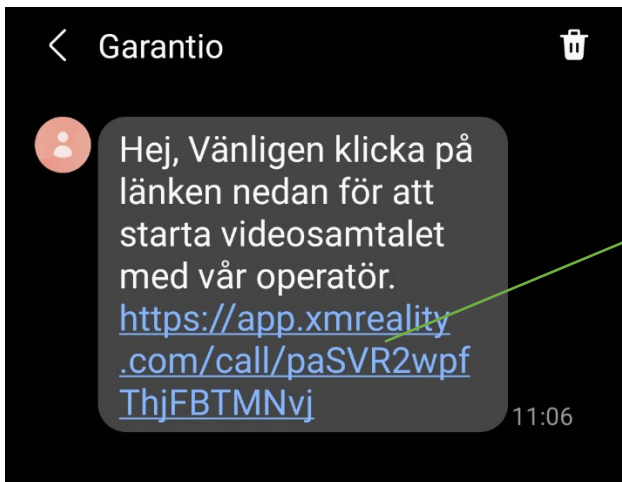 Garantio
Hej, Vänligen klicka på
länken nedan för att
starta videosamtalet
med vår operatör.
https://app.xmreality
.com/call/paSVR2wpf
ThjFBTMNvj
11:06